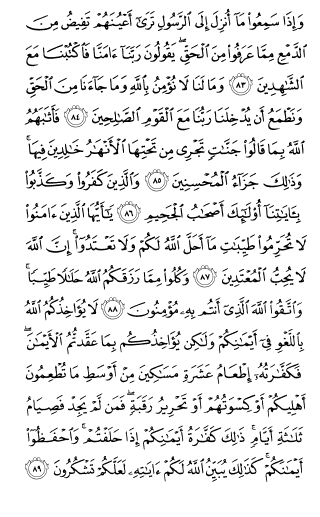 وَإِذَا سَمِعُوا۟ مَآ أُنزِلَ إِلَى ٱلرَّسُولِ تَرَىٰٓ أَعْيُنَهُمْ تَفِيضُ مِنَ
ٱلدَّمْعِ مِمَّا عَرَفُوا۟ مِنَ ٱلْحَقِّ ۖ يَقُولُونَ رَبَّنَآ ءَامَنَّا فَٱكْتُبْنَا مَعَ
ٱلشَّـٰهِدِينَ ٨٣ وَمَا لَنَا لَا نُؤْمِنُ بِٱللَّهِ وَمَا جَآءَنَا مِنَ ٱلْحَقِّ
وَنَطْمَعُ أَن يُدْخِلَنَا رَبُّنَا مَعَ ٱلْقَوْمِ ٱلصَّـٰلِحِينَ ٨٤ فَأَثَـٰبَهُمُ
ٱللَّهُ بِمَا قَالُوا۟ جَنَّـٰتٍ تَجْرِى مِن تَحْتِهَا ٱلْأَنْهَـٰرُ خَـٰلِدِينَ فِيهَا ۚ
وَذَٰلِكَ جَزَآءُ ٱلْمُحْسِنِينَ ٨٥ وَٱلَّذِينَ كَفَرُوا۟ وَكَذَّبُوا۟
بِـَٔايَـٰتِنَآ أُو۟لَـٰٓئِكَ أَصْحَـٰبُ ٱلْجَحِيمِ ٨٦ يَـٰٓأَيُّهَا ٱلَّذِينَ ءَامَنُوا۟
لَا تُحَرِّمُوا۟ طَيِّبَـٰتِ مَآ أَحَلَّ ٱللَّهُ لَكُمْ وَلَا تَعْتَدُوٓا۟ ۚ إِنَّ ٱللَّهَ
لَا يُحِبُّ ٱلْمُعْتَدِينَ ٨٧ وَكُلُوا۟ مِمَّا رَزَقَكُمُ ٱللَّهُ حَلَـٰلًا طَيِّبًا ۚ
وَٱتَّقُوا۟ ٱللَّهَ ٱلَّذِىٓ أَنتُم بِهِۦ مُؤْمِنُونَ ٨٨ لَا يُؤَاخِذُكُمُ ٱللَّهُ
بِٱللَّغْوِ فِىٓ أَيْمَـٰنِكُمْ وَلَـٰكِن يُؤَاخِذُكُم بِمَا عَقَّدتُّمُ ٱلْأَيْمَـٰنَ ۖ
فَكَفَّـٰرَتُهُۥٓ إِطْعَامُ عَشَرَةِ مَسَـٰكِينَ مِنْ أَوْسَطِ مَا تُطْعِمُونَ
أَهْلِيكُمْ أَوْ كِسْوَتُهُمْ أَوْ تَحْرِيرُ رَقَبَةٍ ۖ فَمَن لَّمْ يَجِدْ فَصِيَامُ
ثَلَـٰثَةِ أَيَّامٍ ۚ ذَٰلِكَ كَفَّـٰرَةُ أَيْمَـٰنِكُمْ إِذَا حَلَفْتُمْ ۚ وَٱحْفَظُوٓا۟
أَيْمَـٰنَكُمْ ۚ كَذَٰلِكَ يُبَيِّنُ ٱللَّهُ لَكُمْ ءَايَـٰتِهِۦ لَعَلَّكُمْ تَشْكُرُونَ ٨٩